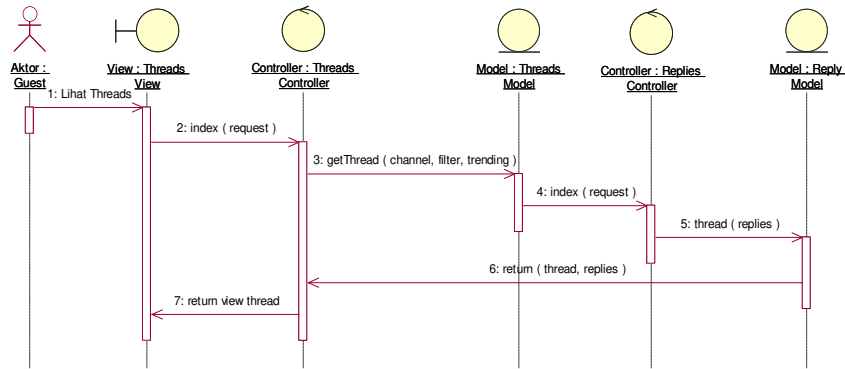 Aktor :
Guest
View : Threads
View
Controller : Threads
Controller
Model : Threads
Model
Controller : Replies
Controller
Model : Reply
Model
1: Lihat Threads
2: index ( request )
3: getThread ( channel, filter, trending )
4: index ( request )
5: thread ( replies )
6: return ( thread, replies )
7: return view thread